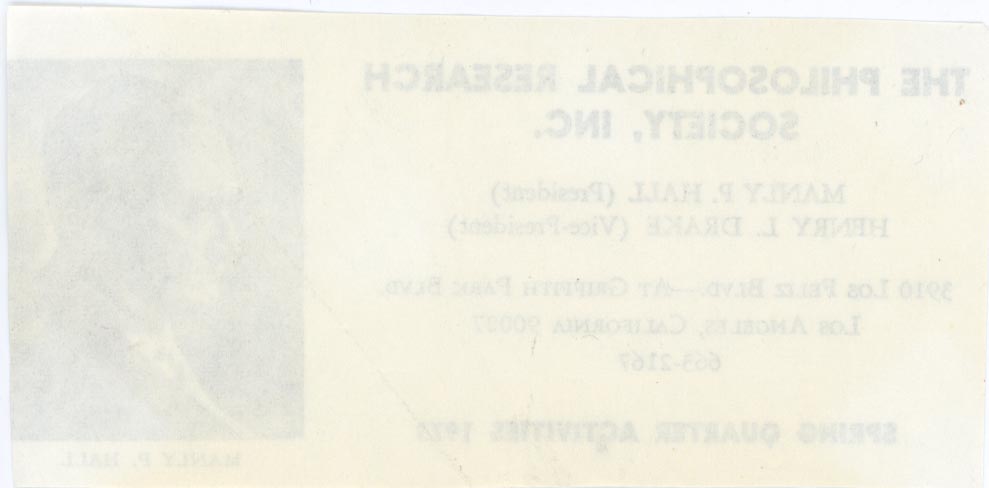 THE PHILOSOPHICAL RESEARCH
SOCIETY, INC.
MANLY P. HALL (President)
HENRY L. DRAKE (Vice-President)
3910 LOS FELIZ BLVD.—AT GRIFFITH PARK BLVD.
LOS ANGELES, CALIFORNIA 90027
663-2167
SPRING QUARTER ACTIVITIES
MANLY P. HALL